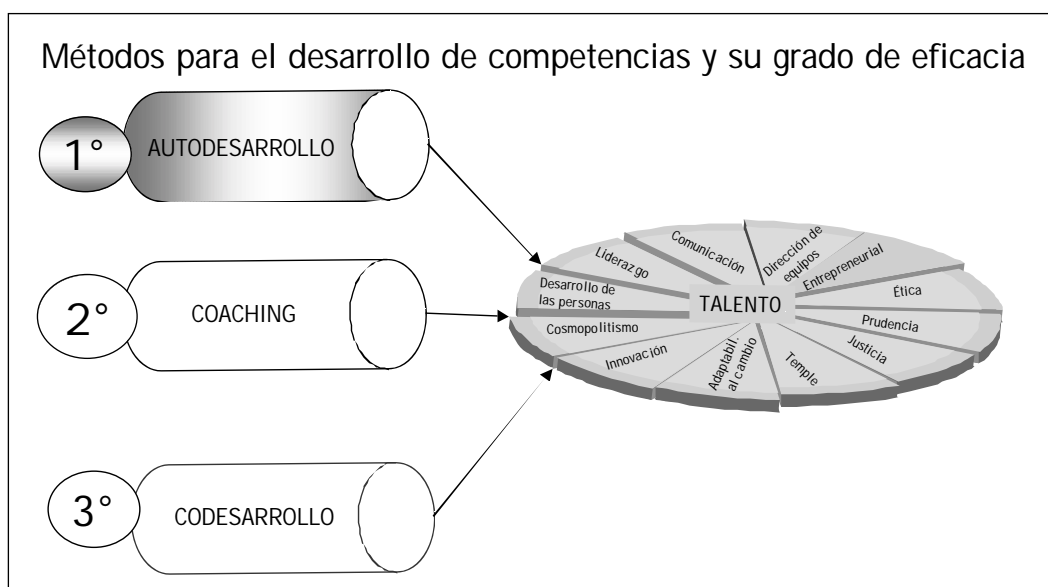 Métodos para el desarrollo de competencias y su grado de eficacia
1°
AUTODESARROLLO
2°
COACHING
3°
CODESARROLLO
TALENTO
Comunicación
Dirección de
equipos
Entrepreneurial
Ética
Prudencia
Justicia
Temple
Adaptabil.
al cambio
Innovación
Cosmopolitismo
Desarrollo de
las personas
Liderazgo